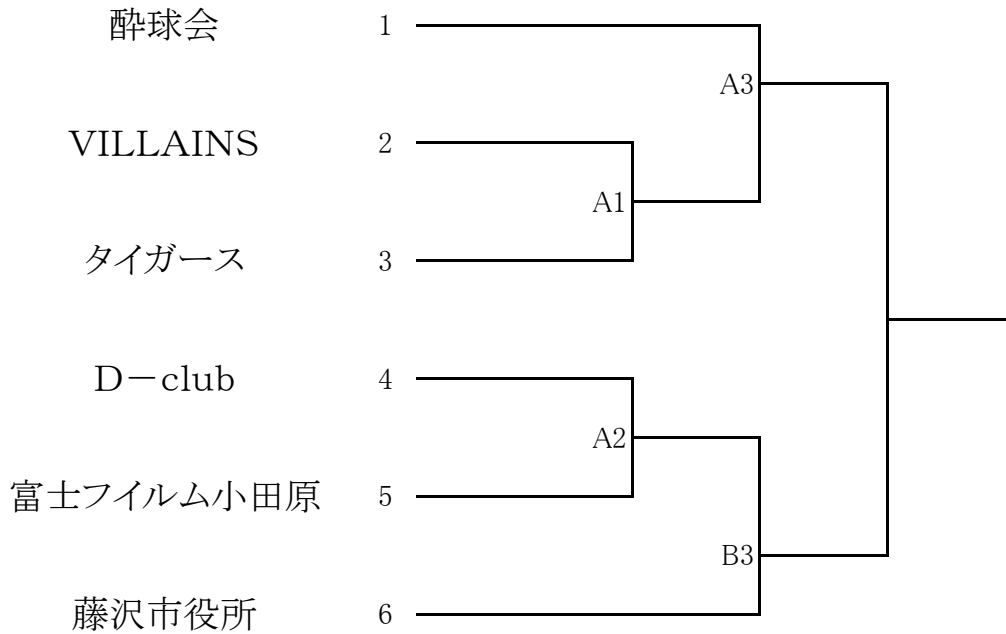 酔球会 1
A3
VILLAINS 2
A1
タイガース 3
D－club 4
A2
富士フイルム小田原 5
B3
藤沢市役所 6